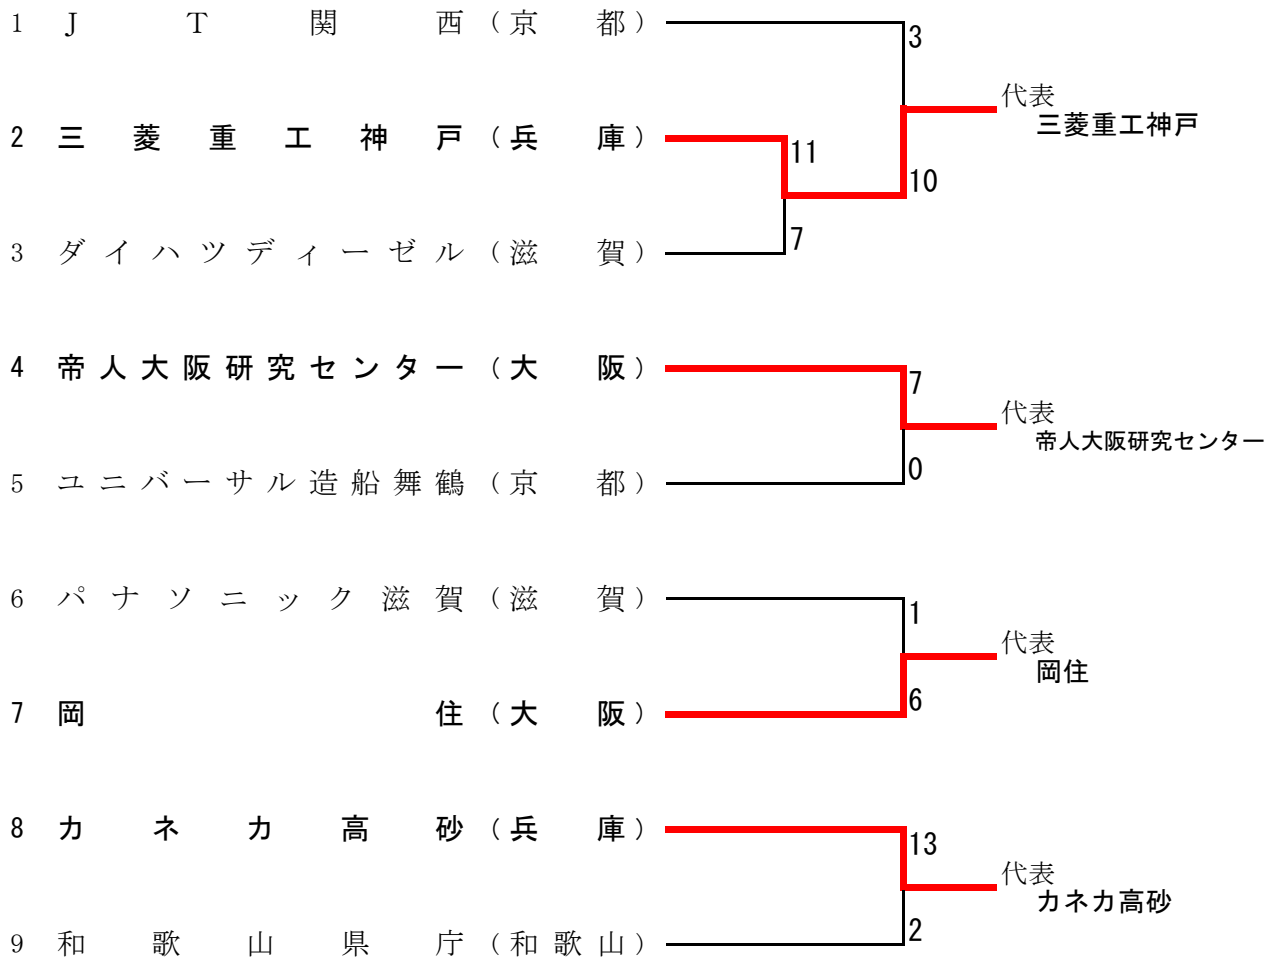 1 JT関西(京都)
3
代表
三菱重工神戸
2 三菱重工神戸(兵庫)
11
10
3 ダイハツディーゼル(滋賀)
7
4 帝人大阪研究センター(大阪)
7
代表
帝人大阪研究センター
5 ユニバーサル造船舞鶴(京都)
0
6 パナソニック滋賀(滋賀)
1
代表
岡住
7 岡住(大阪)
6
8 カネカ高砂(兵庫)
13
代表
カネカ高砂
9 和歌山県庁(和歌山)
2